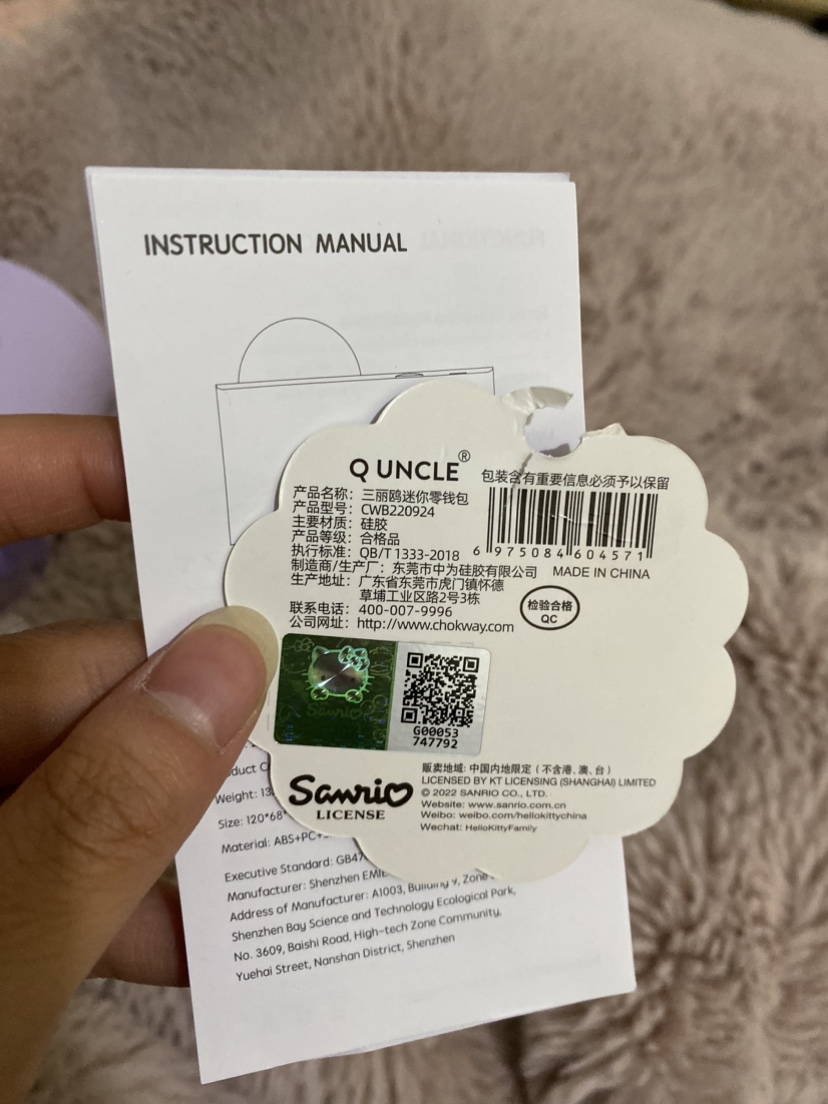 INSTRUCTION MANUAL
Q UNCLE®
包装含有重要信息必须予以保留
产品名称：三丽鸥迷你零钱包
产品型号：CWB220924
主要材质：硅胶
产品等级：合格品
执行标准：QB/T 1333-2018
6 975084 604571
制造商/生产厂：东莞市中为硅胶有限公司
MADE IN CHINA
生产地址：广东省东莞市虎门镇怀德
草埔工业区路2号3栋
联系电话：400-007-9996
公司网址：http://www.chokway.com
检验合格
QC
Sanrio
G00053
747792
Sanrio
LICENSE
贩卖地域：中国内地限定（不含港、澳、台）
LICENSED BY KT LICENSING (SHANGHAI) LIMITED
© 2022 SANRIO CO., LTD.
Website: www.sanrio.com.cn
Weibo: weibo.com/hellokittychina
Wechat: HelloKittyFamily
Weight: 13
Size: 120*68*
Material: ABS+PC+
Executive Standard: GB47
Manufacturer: Shenzhen EMIE
Address of Manufacturer: A1003, Building 9, Zone
Shenzhen Bay Science and Technology Ecological Park,
No. 3609, Baishi Road, High-tech Zone Community,
Yuehai Street, Nanshan District, Shenzhen